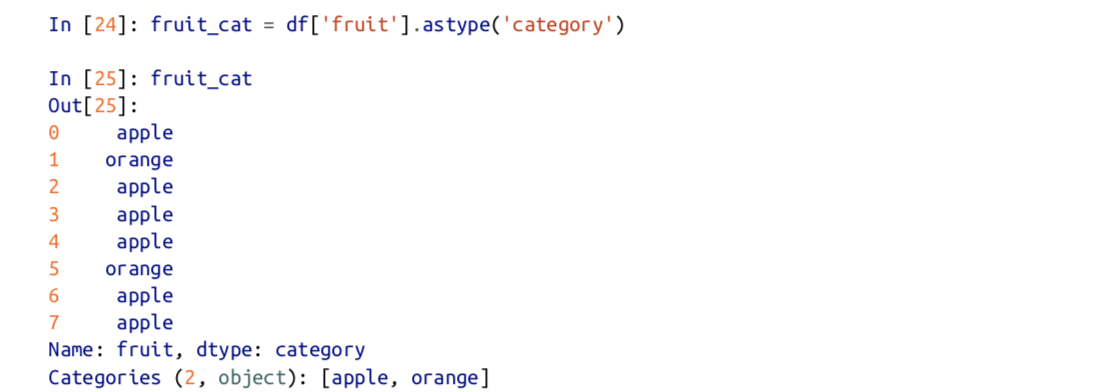 In [24]: fruit_cat = df['fruit'].astype('category')
In [25]: fruit_cat
Out[25]:
0     apple
1    orange
2     apple
3     apple
4     apple
5    orange
6     apple
7     apple
Name: fruit, dtype: category
Categories (2, object): [apple, orange]